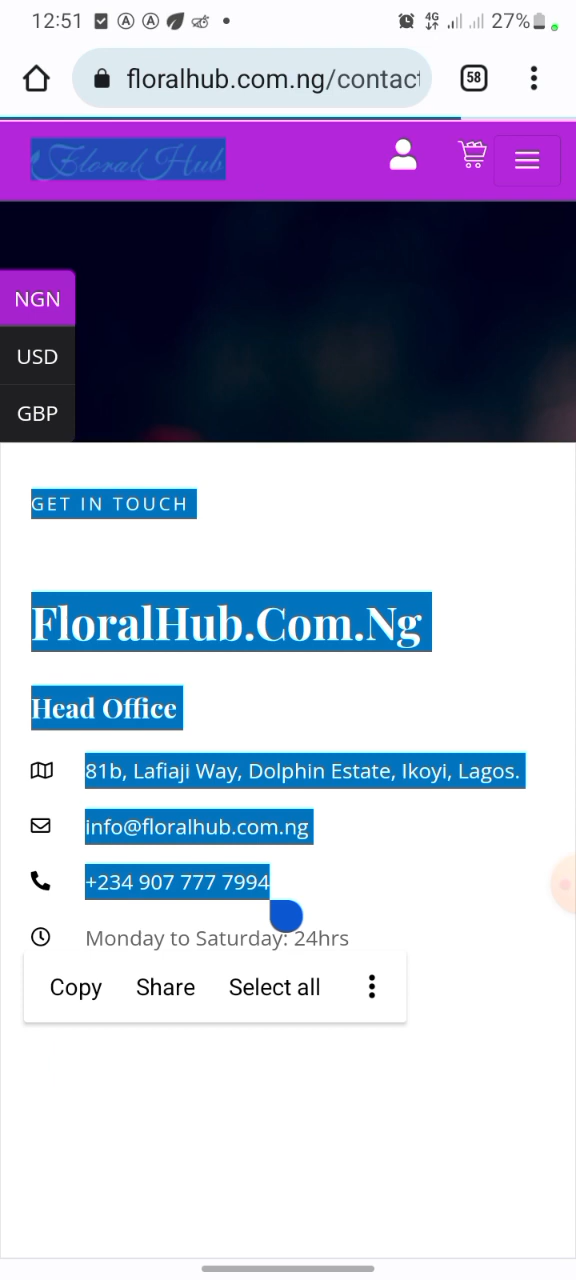 12:51
4G
27%
floralhub.com.ng/contact
58
Floral Hub
NGN
USD
GBP
GET IN TOUCH
FloralHub.Com.Ng
Head Office
81b, Lafiaji Way, Dolphin Estate, Ikoyi, Lagos.
info@floralhub.com.ng
+234 907 777 7994
Monday to Saturday: 24hrs
Copy Share Select all